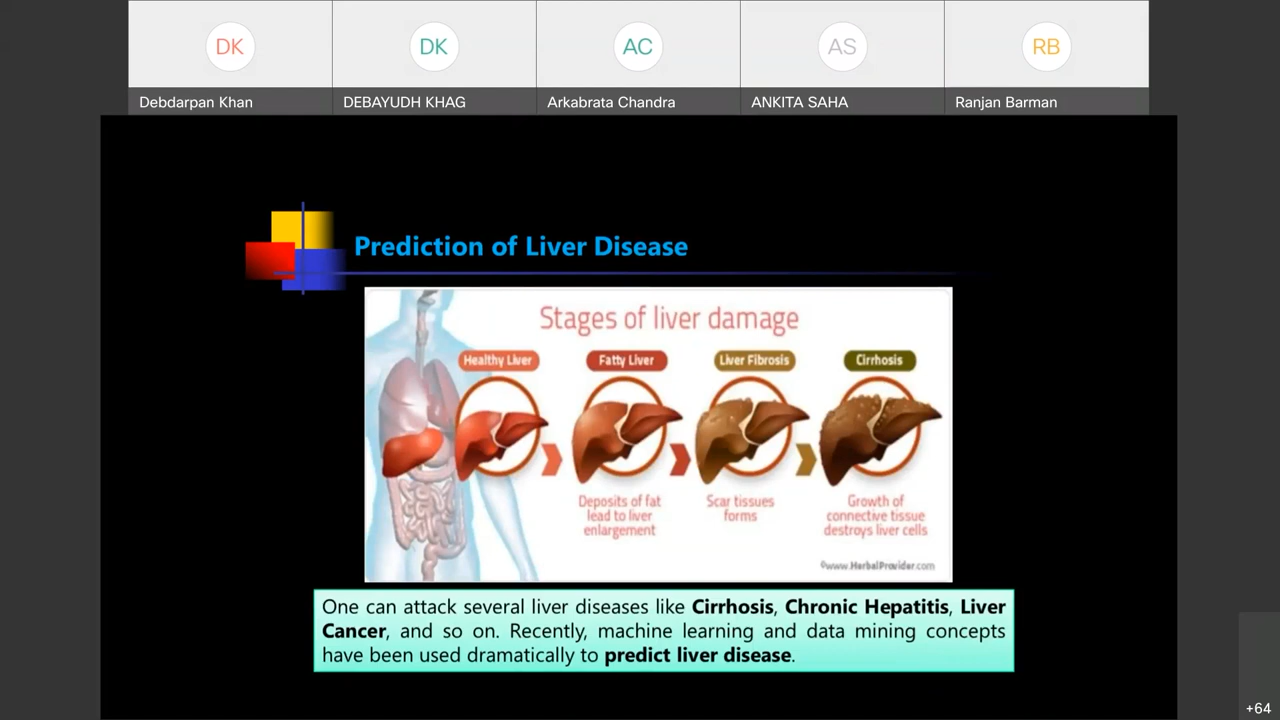 DK
DK
AC
AS
RB
Debdarpan Khan
DEBAYUDH KHAG
Arkabrata Chandra
ANKITA SAHA
Ranjan Barman
Prediction of Liver Disease
Stages of liver damage
Healthy Liver
Fatty Liver
Liver Fibrosis
Cirrhosis
Deposits of fat
lead to liver
enlargement
Scar tissues
forms
Growth of
connective tissue
destroys liver cells
©www.HerbalProvider.com
One can attack several liver diseases like Cirrhosis, Chronic Hepatitis, Liver
Cancer, and so on. Recently, machine learning and data mining concepts
have been used dramatically to predict liver disease.
+64